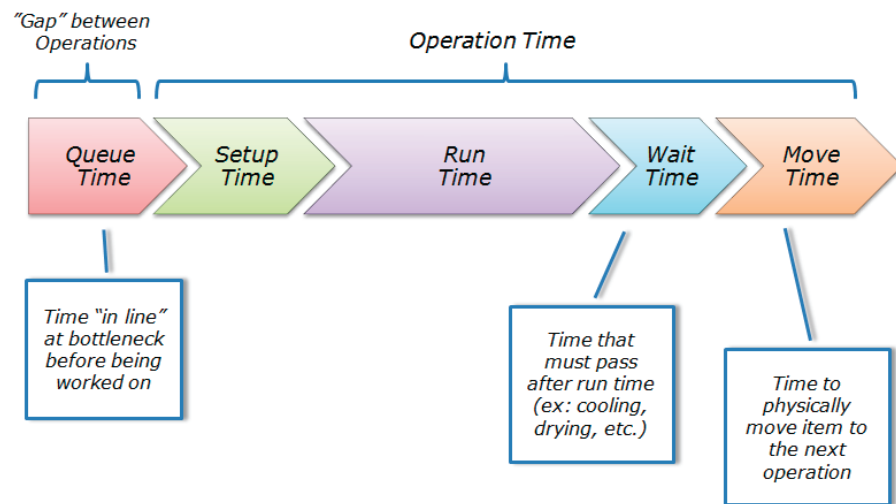 ”Gap” between
Operations
Operation Time
Queue
Time
Setup
Time
Run
Time
Wait
Time
Move
Time
Time “in line”
at bottleneck
before being
worked on
Time that
must pass
after run time
(ex: cooling,
drying, etc.)
Time to
physically
move item to
the next
operation